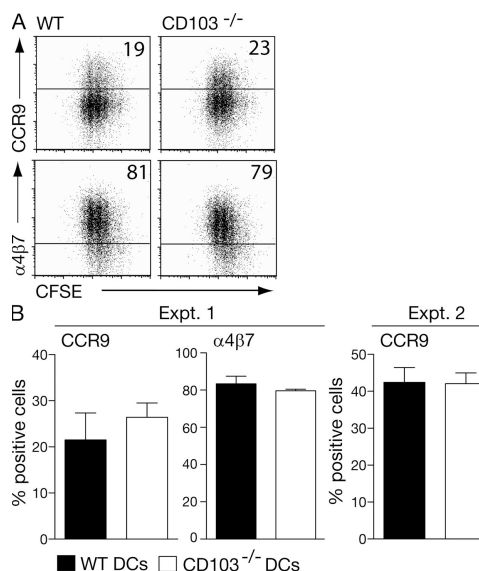 A
WT CD103 -/-
19 23
CCR9
81 79
α4β7
CFSE
B
Expt. 1 Expt. 2
CCR9 α4β7 CCR9
% positive cells
40
30
20
10
0
100
80
60
40
20
0
% positive cells
50
40
30
20
10
0
WT DCs CD103-/- DCs